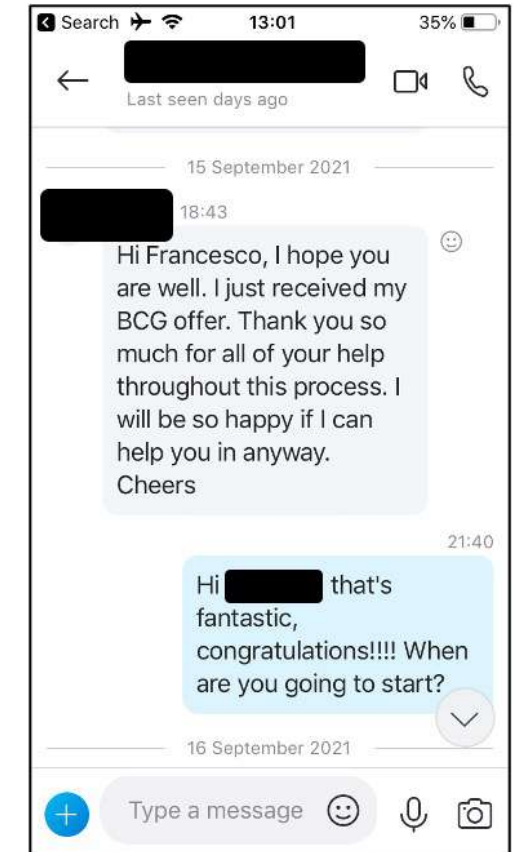 Search 13:01 35%
Last seen days ago
15 September 2021
18:43
Hi Francesco, I hope you
are well. I just received my
BCG offer. Thank you so
much for all of your help
throughout this process. I
will be so happy if I can
help you in anyway.
Cheers
21:40
Hi that's
fantastic,
congratulations!!!! When
are you going to start?
16 September 2021
Type a message